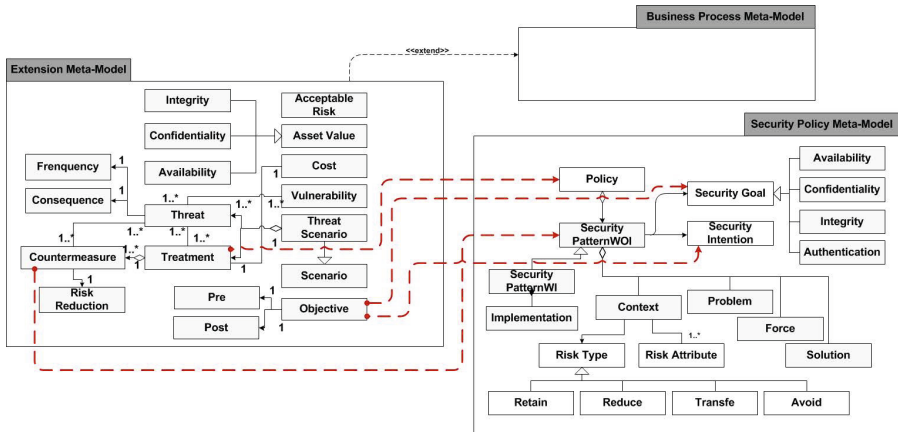 Business Process Meta-Model
<<extend>>
Extension Meta-Model
Integrity
Acceptable
Risk
Confidentiality
Asset Value
Availability
Cost
Frenquency
1
1
Vulnerability
Consequence
1
1..*
1..*
1..
Threat
Threat
Scenario
1..*
1..*
1..*
1
Countermeasure
1..*
Treatment
1
Scenario
1
Risk
Reduction
Pre
1
Objective
Post
1
Security Policy Meta-Model
Policy
Security Goal
Availability
Confidentiality
Integrity
Authentication
Security
PatternWOI
Security
Intention
Security
PatternWI
Implementation
Context
Problem
Force
Solution
1..*
Risk Type
Risk Attribute
Retain
Reduce
Transfe
Avoid